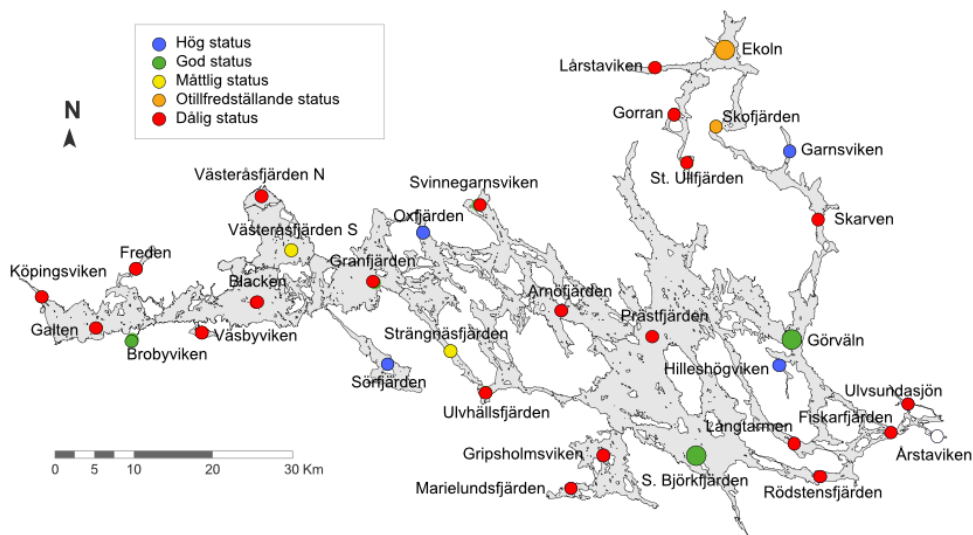 Hög status
God status
Måttlig status
Otillfredställande status
Dålig status
N
Ekoln
Lårstaviken
Gorran
Skofjärden
Garnsviken
St. Ullfjärden
Västeråsfjärden N
Svinnegarnsviken
Oxfjärden
Skarven
Västeråsfjärden S
Freden
Granfjärden
Köpingsviken
Blacken
Arnöfjärden
Galten
Väsbyviken
Strängnäsfjärden
Prästfjärden
Görväln
Brobyviken
Hilleshögviken
Sörfjärden
Ulvsundasjön
Ulvhällsfjärden
Fiskarfjärden
Långtarmen
Gripsholmsviken
Årstaviken
S. Björkfjärden
Marielundsfjärden
Rödstensfjärden
0 5 10 20 30 Km